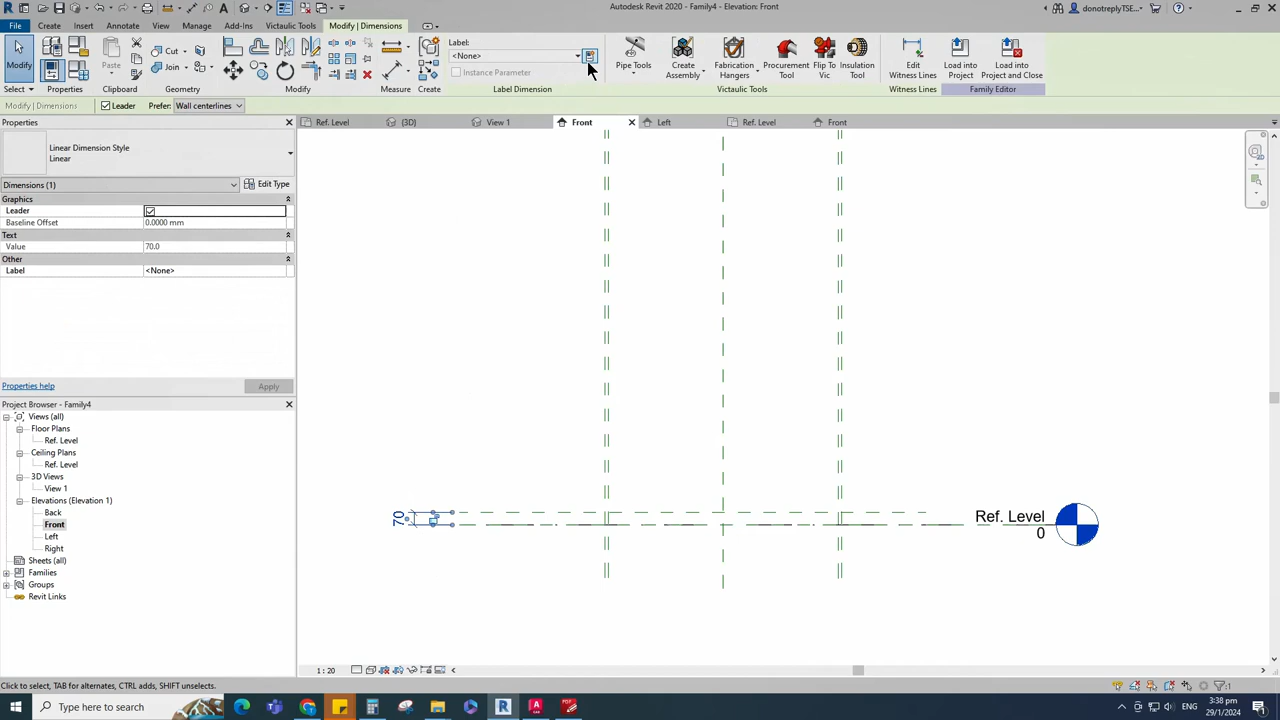 Autodesk Revit 2020 - Family4 - Elevation: Front
donotreplyTSE...
File Create Insert Annotate View Manage Add-Ins Victaulic Tools Modify | Dimensions
Modify
Paste
Cut
Join
Label:
<None>
Instance Parameter
Pipe Tools
Create Assembly
Fabrication Hangers
Procurement Tool
Flip To Vic
Insulation Tool
Edit Witness Lines
Load into Project
Load into Project and Close
Select Properties Clipboard Geometry Modify Measure Create Label Dimension Victaulic Tools Witness Lines Family Editor
Modify | Dimensions Leader Prefer: Wall centerlines
Properties
Ref. Level (3D) View 1 Front Left Ref. Level Front
Linear Dimension Style
Linear
Dimensions (1) Edit Type
Graphics
Leader
Baseline Offset 0.0000 mm
Text
Value 70.0
Other
Label <None>
Properties help Apply
Project Browser - Family4
Views (all)
Floor Plans
Ref. Level
Ceiling Plans
Ref. Level
3D Views
View 1
Elevations (Elevation 1)
Back
Front
Left
Right
Sheets (all)
Families
Groups
Revit Links
70
Ref. Level
0
1 : 20
Click to select, TAB for alternates, CTRL adds, SHIFT unselects.
:1
Type here to search
ENG
3:38 pm
29/1/2024